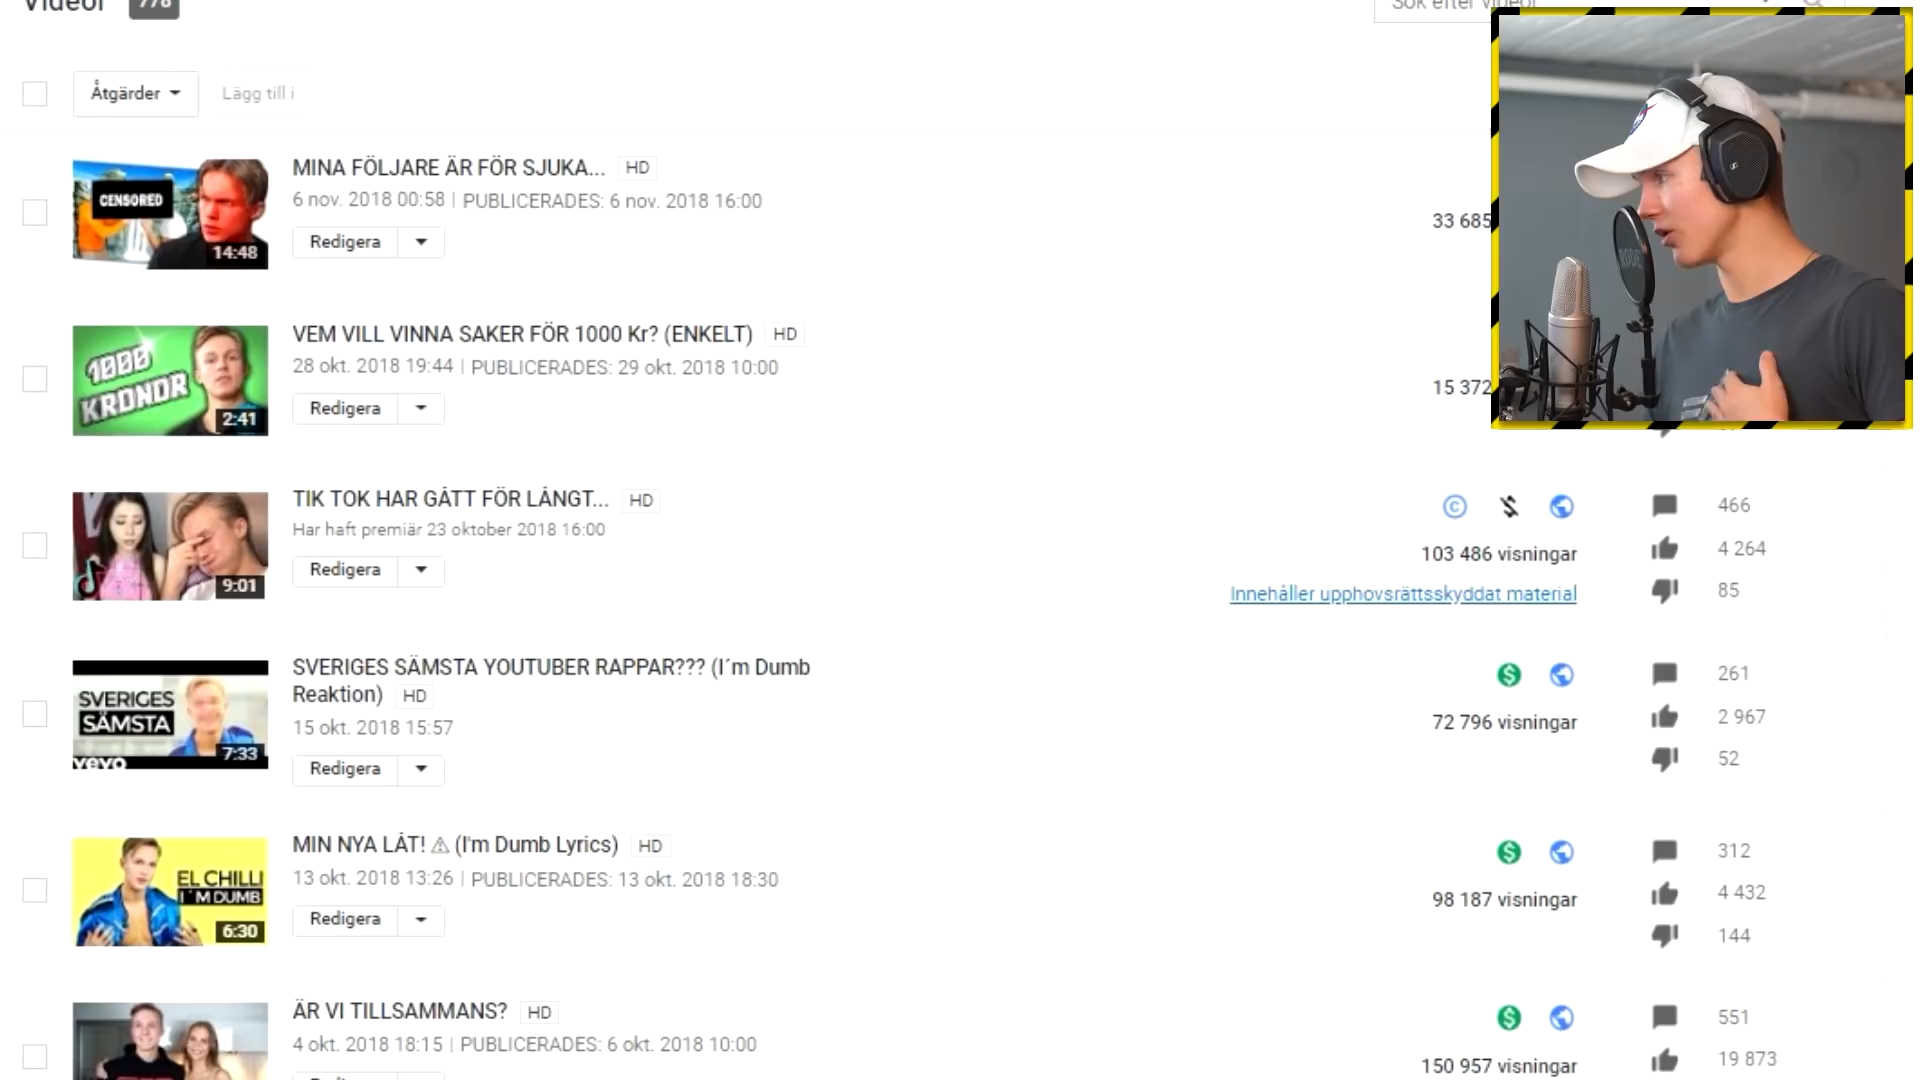 Videor 778
Sök efter videor
Åtgärder Lägg till i
CENSORED
14:48
MINA FÖLJARE ÄR FÖR SJUKA... HD
6 nov. 2018 00:58 | PUBLICERADES: 6 nov. 2018 16:00
Redigera
33 685
1000
KRONOR
2:41
VEM VILL VINNA SAKER FÖR 1000 Kr? (ENKELT) HD
28 okt. 2018 19:44 | PUBLICERADES: 29 okt. 2018 10:00
Redigera
15 372
RØDE
9:01
TIK TOK HAR GÅTT FÖR LÅNGT... HD
Har haft premiär 23 oktober 2018 16:00
Redigera
466
103 486 visningar 4 264
Innehåller upphovsrättsskyddat material 85
SVERIGES
SÄMSTA
7:33
vevo
SVERIGES SÄMSTA YOUTUBER RAPPAR??? (I´m Dumb
Reaktion) HD
15 okt. 2018 15:57
Redigera
261
72 796 visningar 2 967
52
EL CHILLI
I´M DUMB
6:30
MIN NYA LÅT! ⚠ (I'm Dumb Lyrics) HD
13 okt. 2018 13:26 | PUBLICERADES: 13 okt. 2018 18:30
Redigera
312
98 187 visningar 4 432
144
ÄR VI TILLSAMMANS? HD
4 okt. 2018 18:15 | PUBLICERADES: 6 okt. 2018 10:00
551
150 957 visningar 19 873